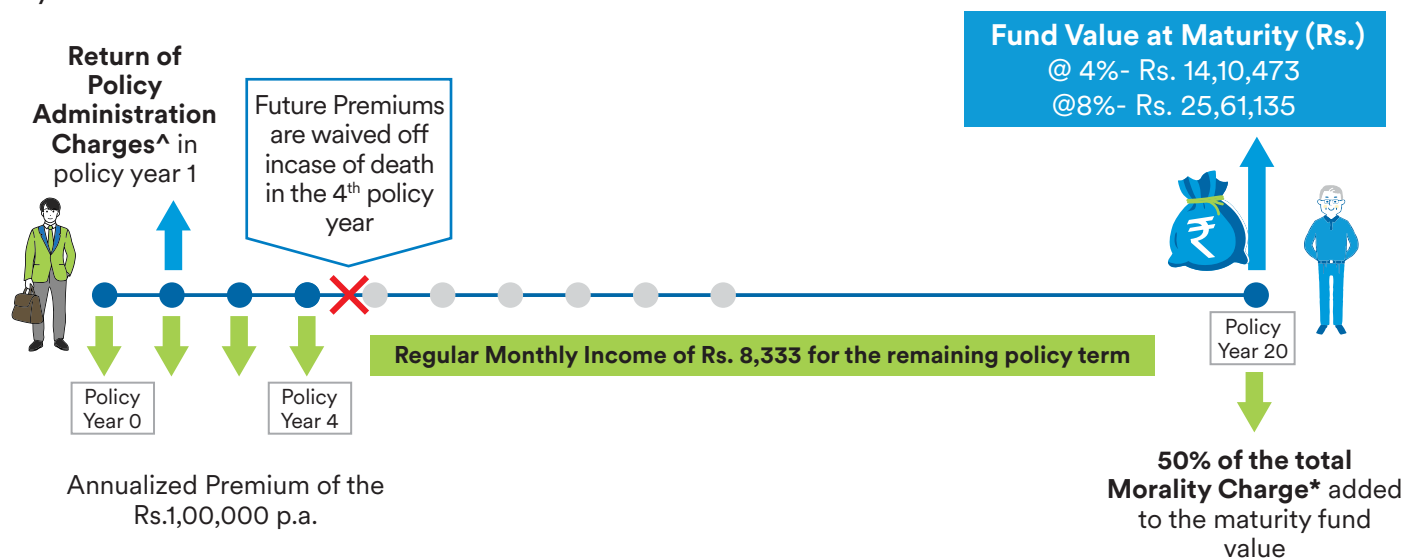 Return of
Policy
Administration
Charges^ in
policy year 1
Future Premiums
are waived off
incase of death
in the 4th policy
year
Fund Value at Maturity (Rs.)
@ 4%- Rs. 14,10,473
@8%- Rs. 25,61,135
₹
Regular Monthly Income of Rs. 8,333 for the remaining policy term
Policy
Year 0
Policy
Year 4
Policy
Year 20
Annualized Premium of the
Rs.1,00,000 p.a.
50% of the total
Morality Charge* added
to the maturity fund
value